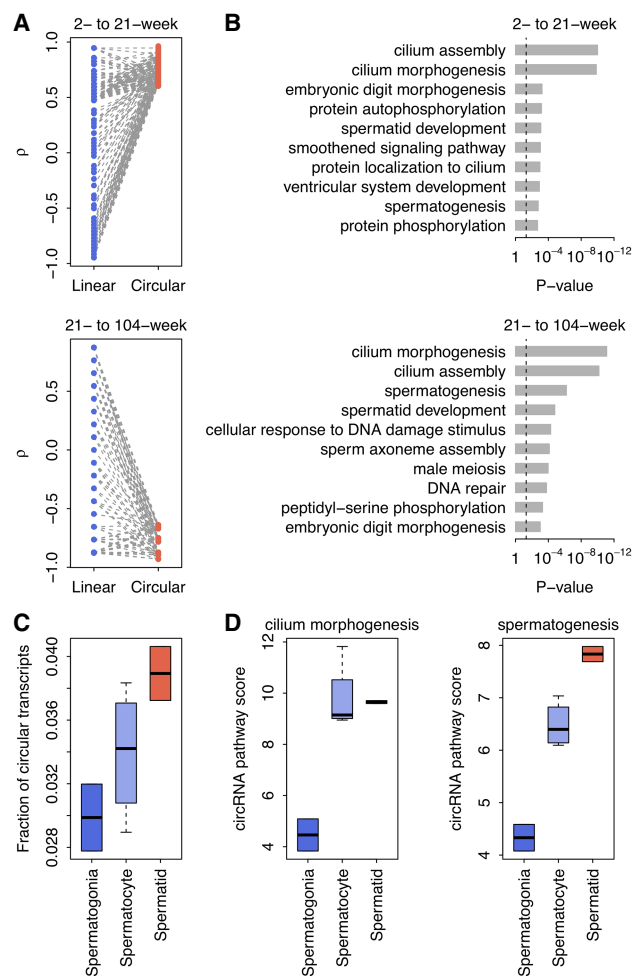 A
2− to 21−week
ρ
1.0
0.5
0.0
−0.5
−1.0
Linear
Circular
B
2− to 21−week
cilium assembly
cilium morphogenesis
embryonic digit morphogenesis
protein autophosphorylation
spermatid development
smoothened signaling pathway
protein localization to cilium
ventricular system development
spermatogenesis
protein phosphorylation
1 10−4 10−8 10−12
P−value
21− to 104−week
ρ
0.5
0.0
−0.5
−1.0
Linear
Circular
21− to 104−week
cilium morphogenesis
cilium assembly
spermatogenesis
spermatid development
cellular response to DNA damage stimulus
sperm axoneme assembly
male meiosis
DNA repair
peptidyl−serine phosphorylation
embryonic digit morphogenesis
1 10−4 10−8 10−12
P−value
C
Fraction of circular transcripts
0.040
0.036
0.032
0.028
Spermatogonia
Spermatocyte
Spermatid
D
cilium morphogenesis
circRNA pathway score
12
10
8
6
4
Spermatogonia
Spermatocyte
Spermatid
spermatogenesis
circRNA pathway score
8
7
6
5
4
Spermatogonia
Spermatocyte
Spermatid